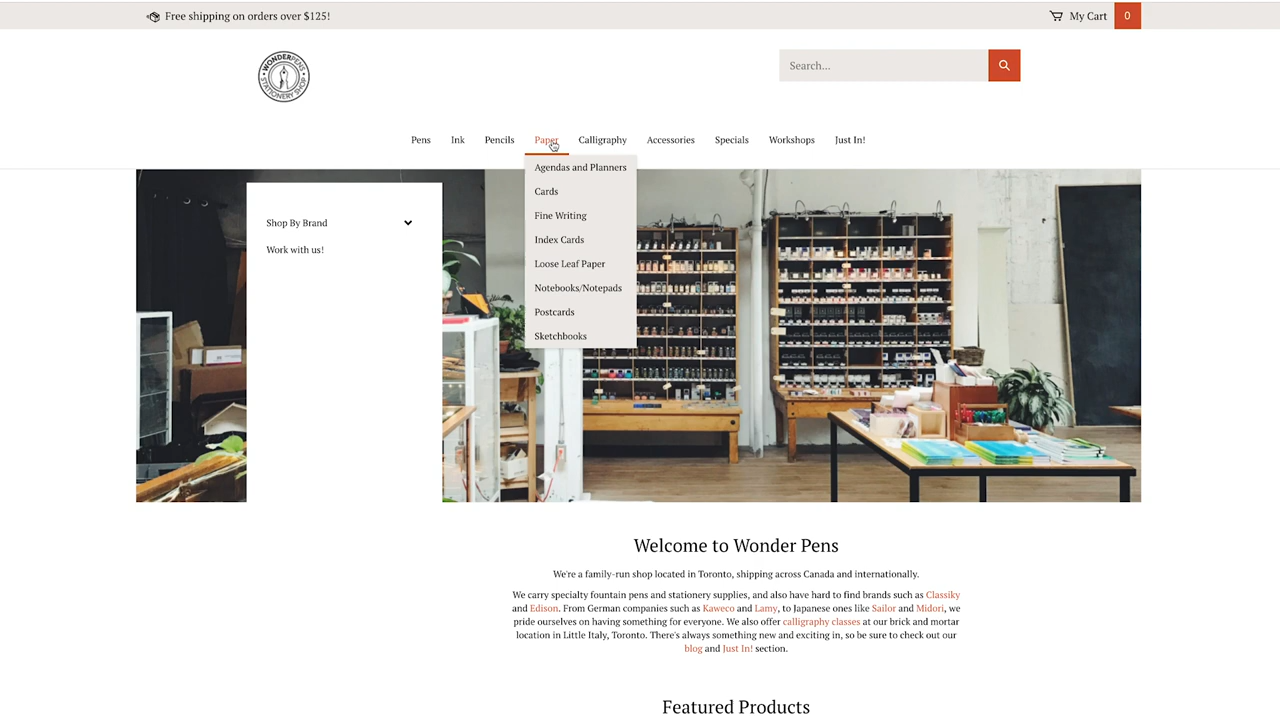 Free shipping on orders over $125!
My Cart 0
WONDER PENS
STATIONERY SHOP
Search...
Pens Ink Pencils Paper Calligraphy Accessories Specials Workshops Just In!
Agendas and Planners
Cards
Fine Writing
Index Cards
Loose Leaf Paper
Notebooks/Notepads
Postcards
Sketchbooks
Shop By Brand
Work with us!
Welcome to Wonder Pens
We're a family-run shop located in Toronto, shipping across Canada and internationally.
We carry specialty fountain pens and stationery supplies, and also have hard to find brands such as Classiky
and Edison. From German companies such as Kaweco and Lamy, to Japanese ones like Sailor and Midori, we
pride ourselves on having something for everyone. We also offer calligraphy classes at our brick and mortar
location in Little Italy, Toronto. There's always something new and exciting in, so be sure to check out our
blog and Just In! section.
Featured Products